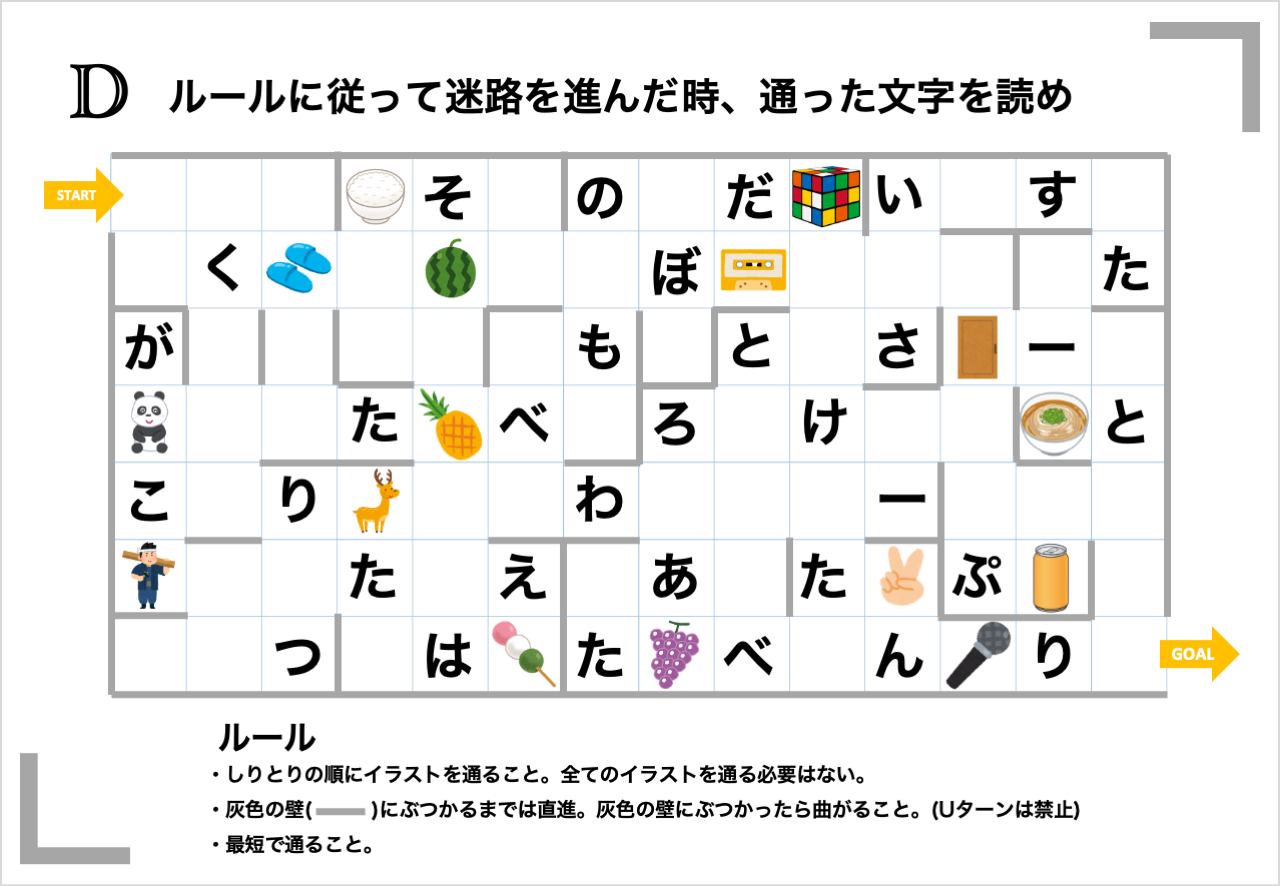 D ルールに従って迷路を進んだ時、通った文字を読め
START そ の だ い す
く ぼ た
が も と さ ー
た べ ろ け と
こ り わ ー
た え あ た ぷ
つ は た べ ん り GOAL
ルール
・しりとりの順にイラストを通ること。全てのイラストを通る必要はない。
・灰色の壁( )にぶつかるまでは直進。灰色の壁にぶつかったら曲がること。(Uターンは禁止)
・最短で通ること。